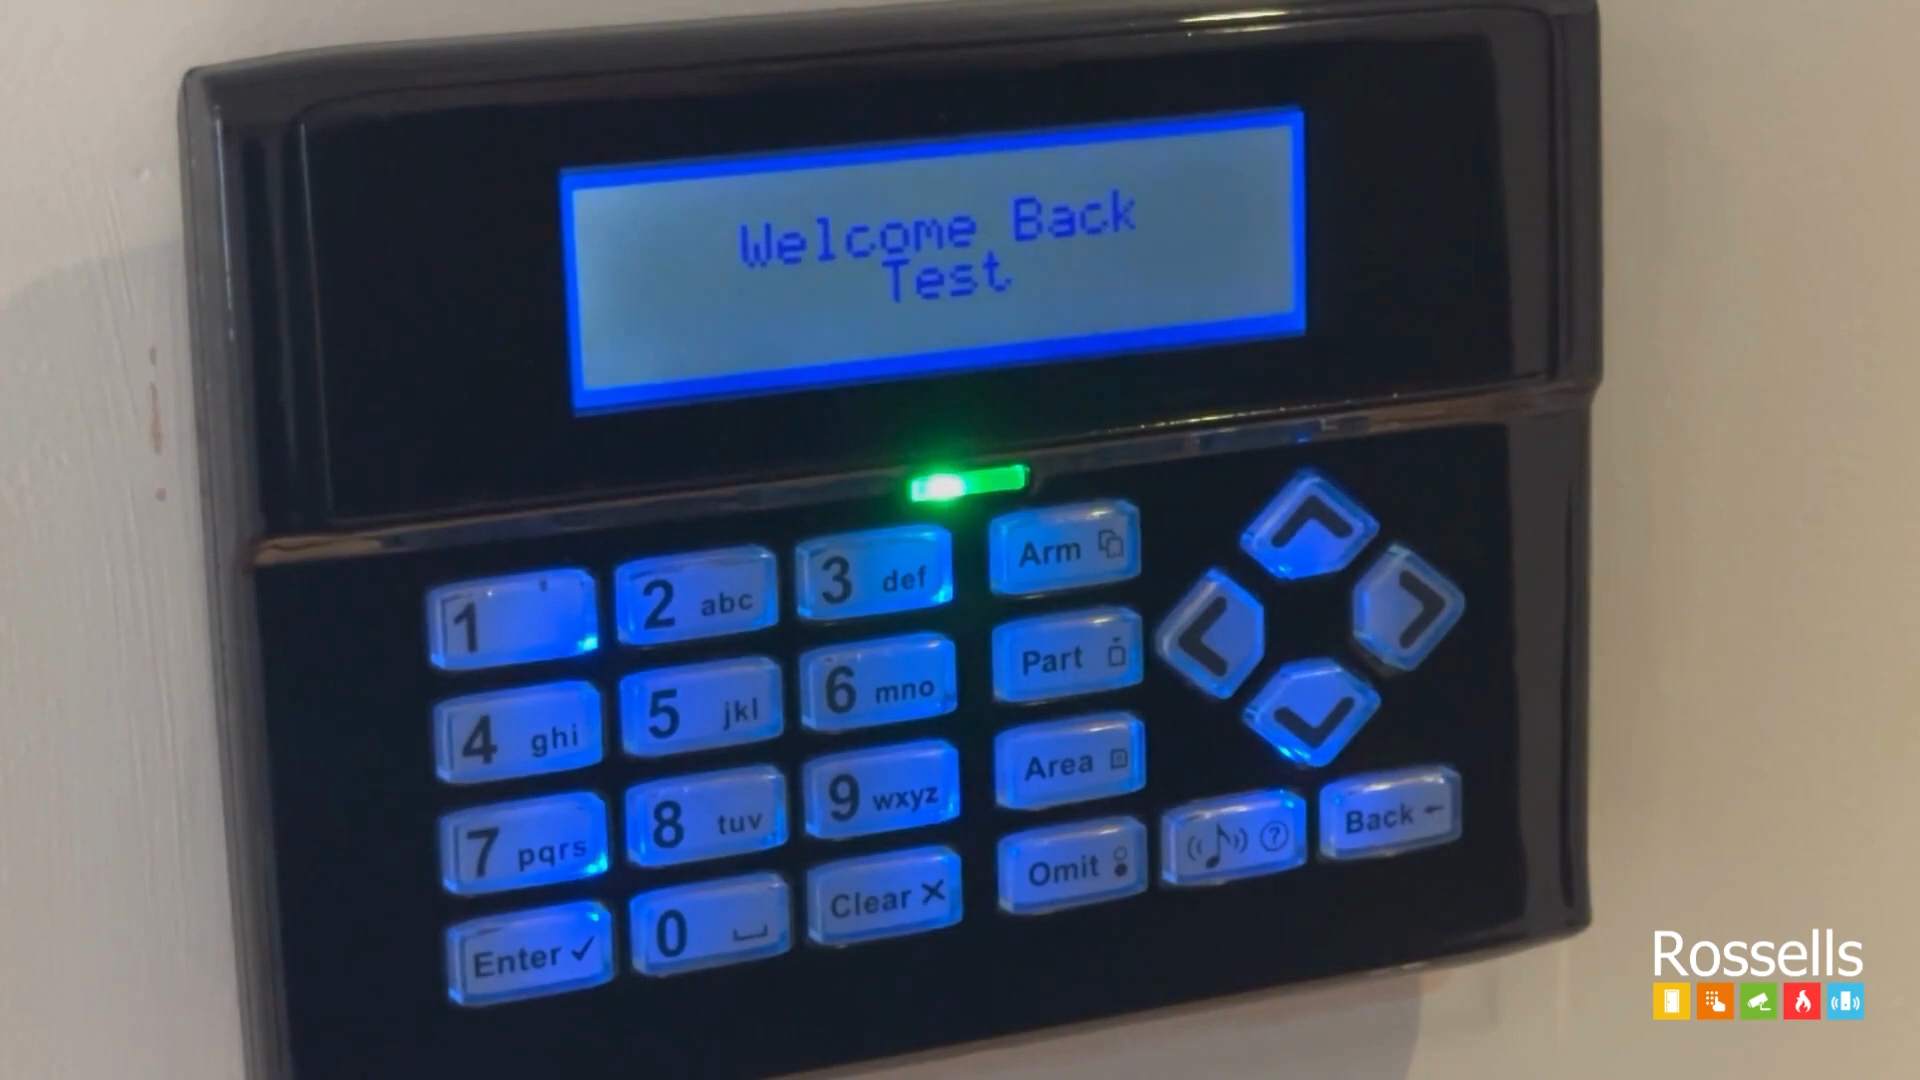 Welcome Back
Test
1
2 abc
3 def
Arm
4 ghi
5 jkl
6 mno
Part
7 pqrs
8 tuv
9 wxyz
Area
Enter
0
Clear
Omit
?
Back
Rossells